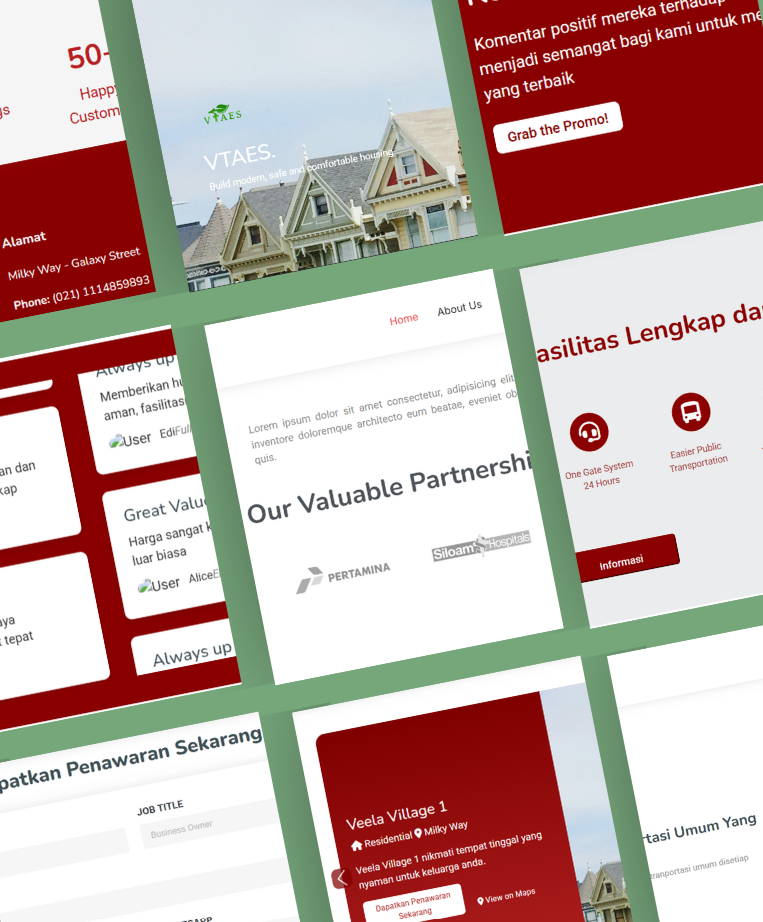 50+
Happy
Custom
Alamat
Milky Way - Galaxy Street
Phone: (021) 1114859893
VTAES
VTAES.
Build modern, safe and comfortable housing
Komentar positif mereka terhadap
menjadi semangat bagi kami untuk me
yang terbaik
Grab the Promo!
an dan
kap
aya
t tepat
Always up
Memberikan hu
aman, fasilitas
User Edi
Great Value
Harga sangat k
luar biasa
User Alice
Always up
Home About Us
Lorem ipsum dolor sit amet consectetur, adipisicing elit
inventore doloremque architecto eum beatae, eveniet ob
quis.
Our Valuable Partnershi
PERTAMINA
Siloam Hospitals
asilitas Lengkap da
One Gate System
24 Hours
Easier Public
Transportation
Informasi
patkan Penawaran Sekarang
JOB TITLE
Business Owner
Veela Village 1
Residential Milky Way
Veela Village 1 nikmati tempat tinggal yang
nyaman untuk keluarga anda.
Dapatkan Penawaran
Sekarang
View on Maps
rtasi Umum Yang
tranportasi umum disetiap